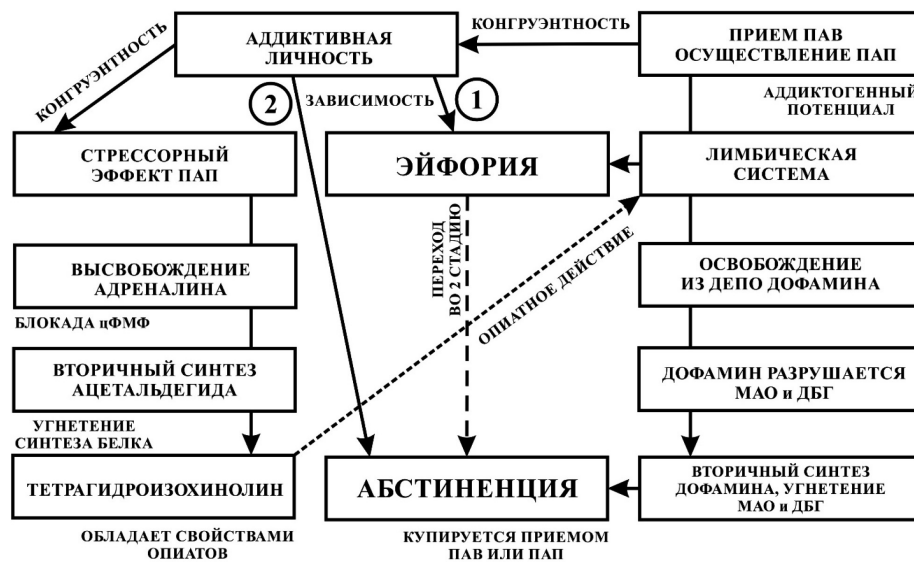 КОНГРУЭНТНОСТЬ
АДДИКТИВНАЯ
ЛИЧНОСТЬ
ПРИЕМ ПАВ
ОСУЩЕСТВЛЕНИЕ ПАП
КОНГРУЭНТНОСТЬ
2
ЗАВИСИМОСТЬ
1
АДДИКТОГЕННЫЙ
ПОТЕНЦИАЛ
СТРЕССОРНЫЙ
ЭФФЕКТ ПАП
ЭЙФОРИЯ
ЛИМБИЧЕСКАЯ
СИСТЕМА
ПЕРЕХОД
ВО 2 СТАДИЮ
ОПИАТНОЕ ДЕЙСТВИЕ
ВЫСВОБОЖДЕНИЕ
АДРЕНАЛИНА
ОСВОБОЖДЕНИЕ
ИЗ ДЕПО ДОФАМИНА
БЛОКАДА цФМФ
ВТОРИЧНЫЙ СИНТЕЗ
АЦЕТАЛЬДЕГИДА
ДОФАМИН РАЗРУШАЕТСЯ
МАО и ДБГ
УГНЕТЕНИЕ
СИНТЕЗА БЕЛКА
ТЕТРАГИДРОИЗОХИНОЛИН
АБСТИНЕНЦИЯ
ВТОРИЧНЫЙ СИНТЕЗ
ДОФАМИНА, УГНЕТЕНИЕ
МАО и ДБГ
ОБЛАДАЕТ СВОЙСТВАМИ
ОПИАТОВ
КУПИРУЕТСЯ ПРИЕМОМ
ПАВ ИЛИ ПАП